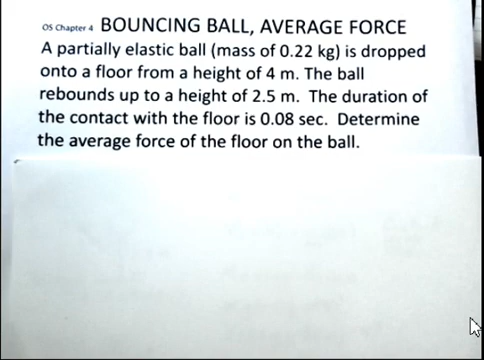 OS Chapter 4 BOUNCING BALL, AVERAGE FORCE
A partially elastic ball (mass of 0.22 kg) is dropped
onto a floor from a height of 4 m. The ball
rebounds up to a height of 2.5 m. The duration of
the contact with the floor is 0.08 sec. Determine
the average force of the floor on the ball.